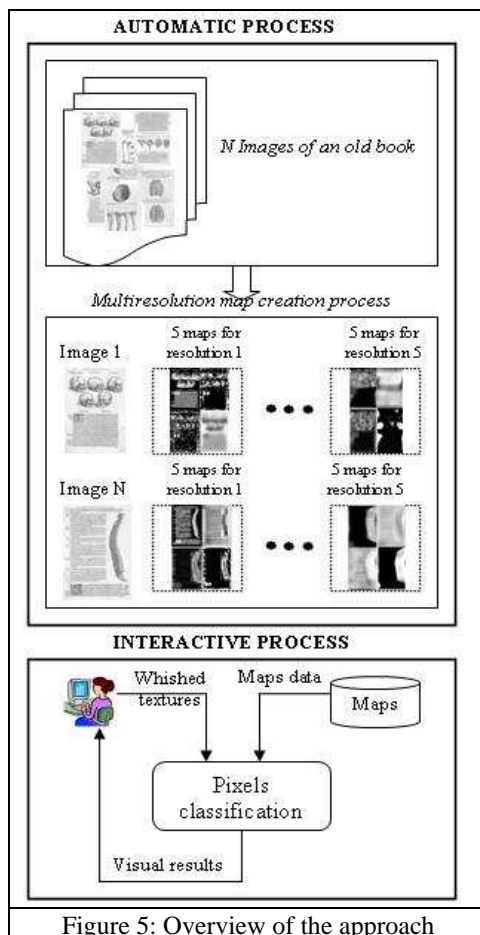 AUTOMATIC PROCESS
N Images of an old book
Multiresolution map creation process
Image 1
5 maps for
resolution 1
5 maps for
resolution 5
Image N
5 maps for
resolution 1
5 maps for
resolution 5
INTERACTIVE PROCESS
Whished
textures
Maps data
Maps
Pixels
classification
Visual results
Figure 5: Overview of the approach